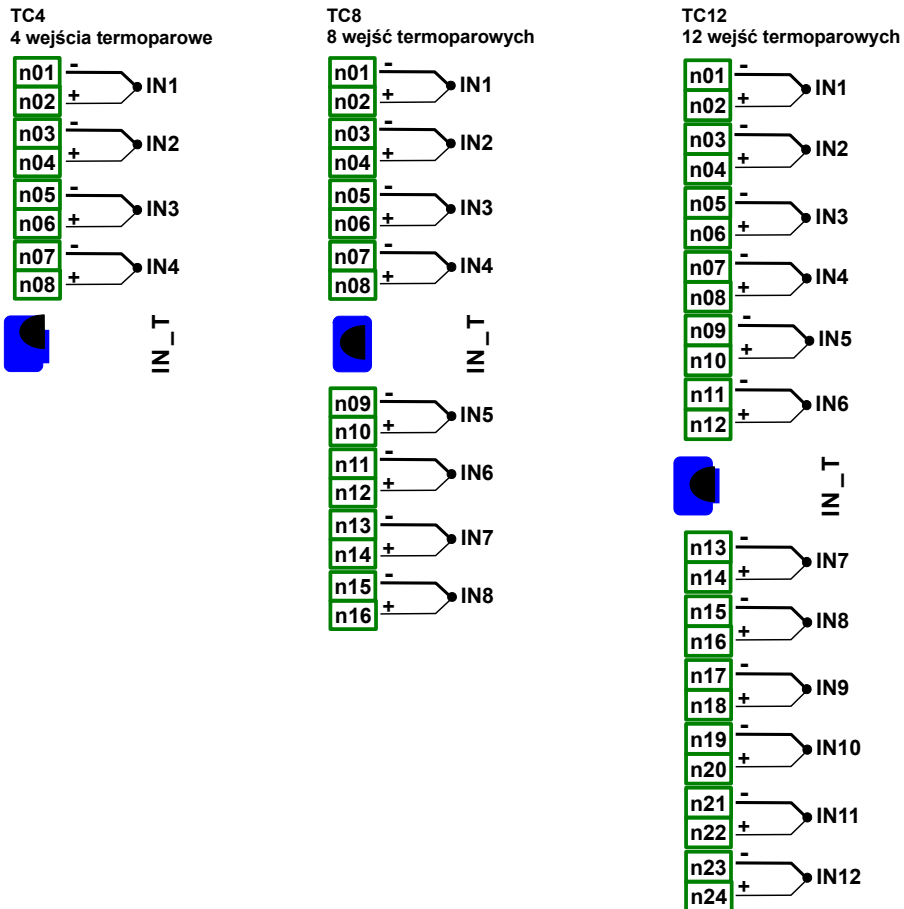 TC4
4 wejścia termoparowe
n01 - IN1
n02 +
n03 - IN2
n04 +
n05 - IN3
n06 +
n07 - IN4
n08 +
IN_T
TC8
8 wejść termoparowych
n01 - IN1
n02 +
n03 - IN2
n04 +
n05 - IN3
n06 +
n07 - IN4
n08 +
IN_T
n09 - IN5
n10 +
n11 - IN6
n12 +
n13 - IN7
n14 +
n15 - IN8
n16 +
TC12
12 wejść termoparowych
n01 - IN1
n02 +
n03 - IN2
n04 +
n05 - IN3
n06 +
n07 - IN4
n08 +
n09 - IN5
n10 +
n11 - IN6
n12 +
IN_T
n13 - IN7
n14 +
n15 - IN8
n16 +
n17 - IN9
n18 +
n19 - IN10
n20 +
n21 - IN11
n22 +
n23 - IN12
n24 +